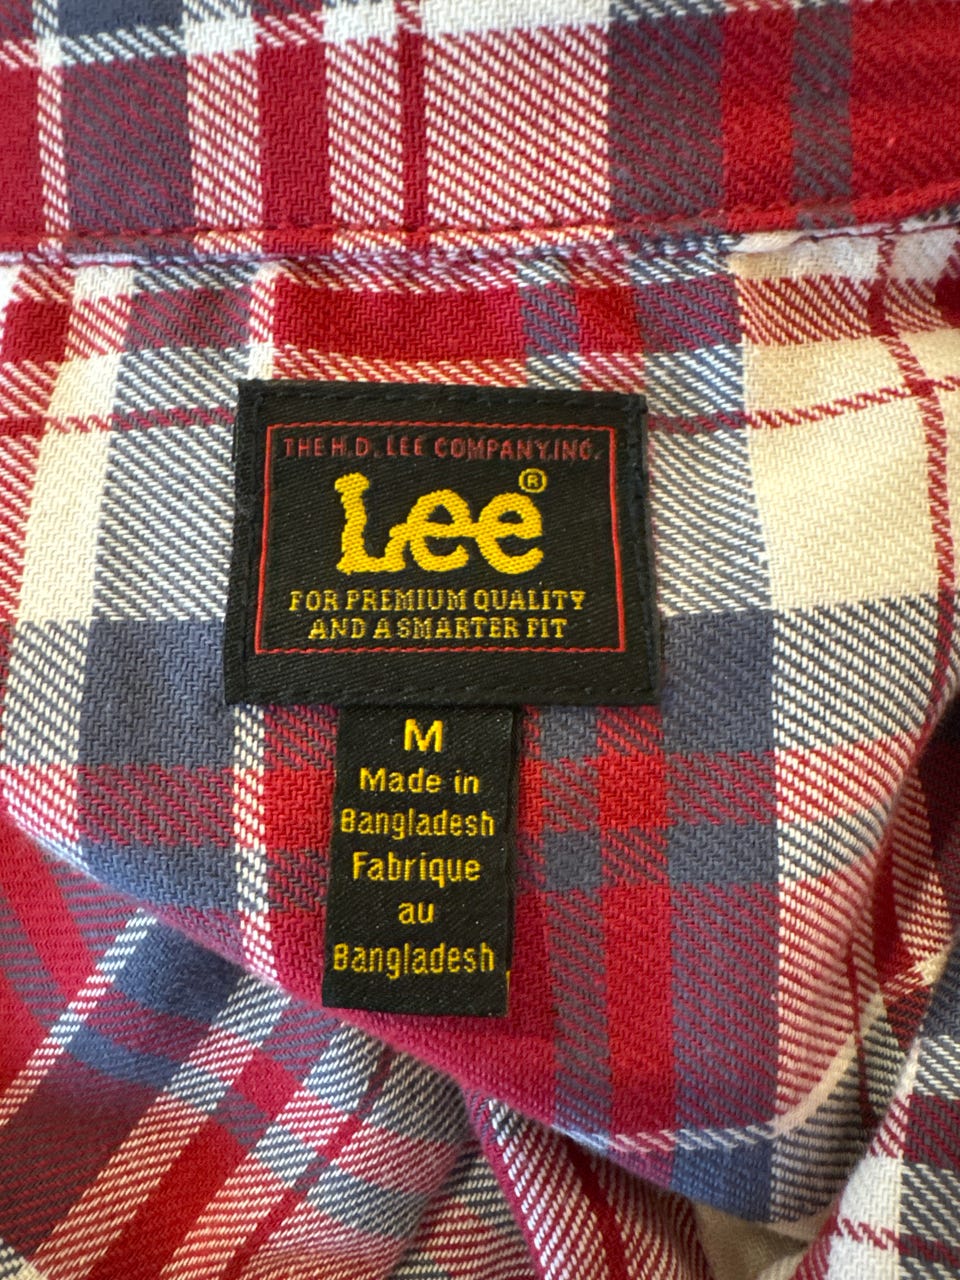 THE H.D. LEE COMPANY,INC.
Lee®
FOR PREMIUM QUALITY
AND A SMARTER FIT
M
Made in
Bangladesh
Fabrique
au
Bangladesh